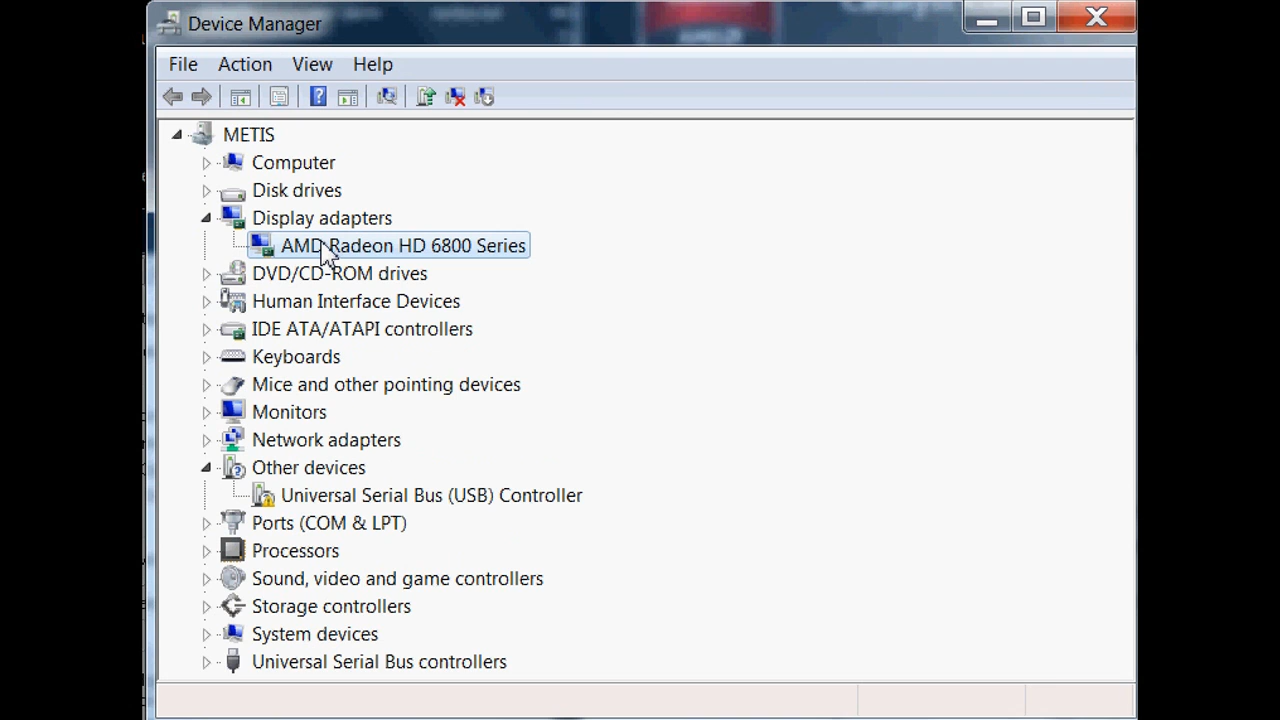 Device Manager
File Action View Help
METIS
Computer
Disk drives
Display adapters
AMD Radeon HD 6800 Series
DVD/CD-ROM drives
Human Interface Devices
IDE ATA/ATAPI controllers
Keyboards
Mice and other pointing devices
Monitors
Network adapters
Other devices
Universal Serial Bus (USB) Controller
Ports (COM & LPT)
Processors
Sound, video and game controllers
Storage controllers
System devices
Universal Serial Bus controllers